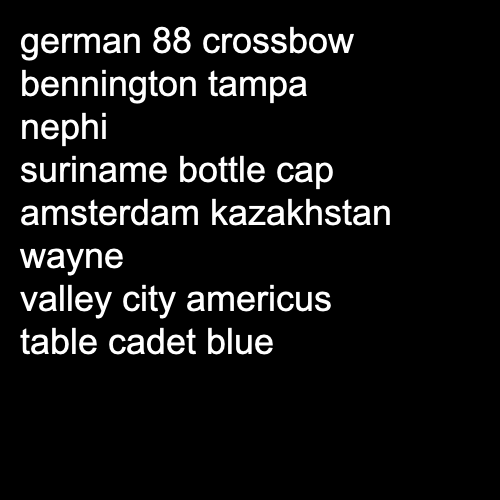 german 88 crossbow
bennington tampa
nephi
suriname bottle cap
amsterdam kazakhstan
wayne
valley city americus
table cadet blue